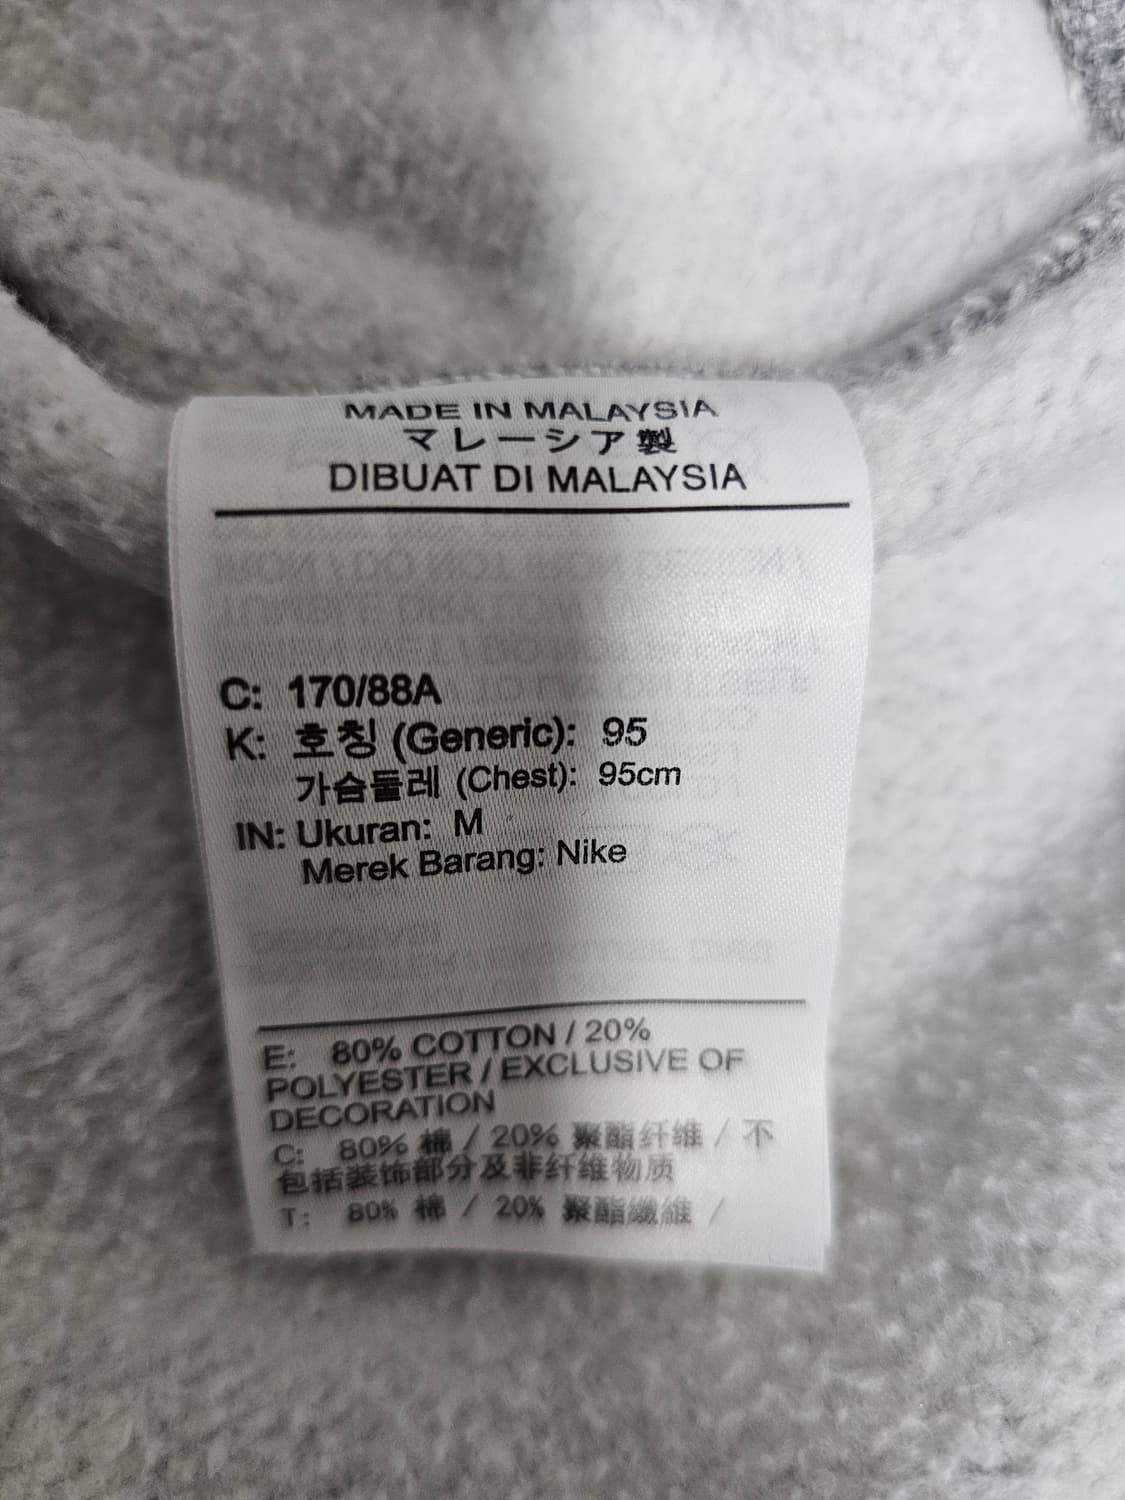 MADE IN MALAYSIA
マレーシア製
DIBUAT DI MALAYSIA
C: 170/88A
K: 호칭 (Generic): 95
가슴둘레 (Chest): 95cm
IN: Ukuran: M
Merek Barang: Nike
E: 80% COTTON / 20%
POLYESTER / EXCLUSIVE OF
DECORATION
C: 80% 棉 / 20% 聚酯纤维 / 不
包括装饰部分及非纤维物质
T: 80% 棉 / 20% 聚酯纖維 /